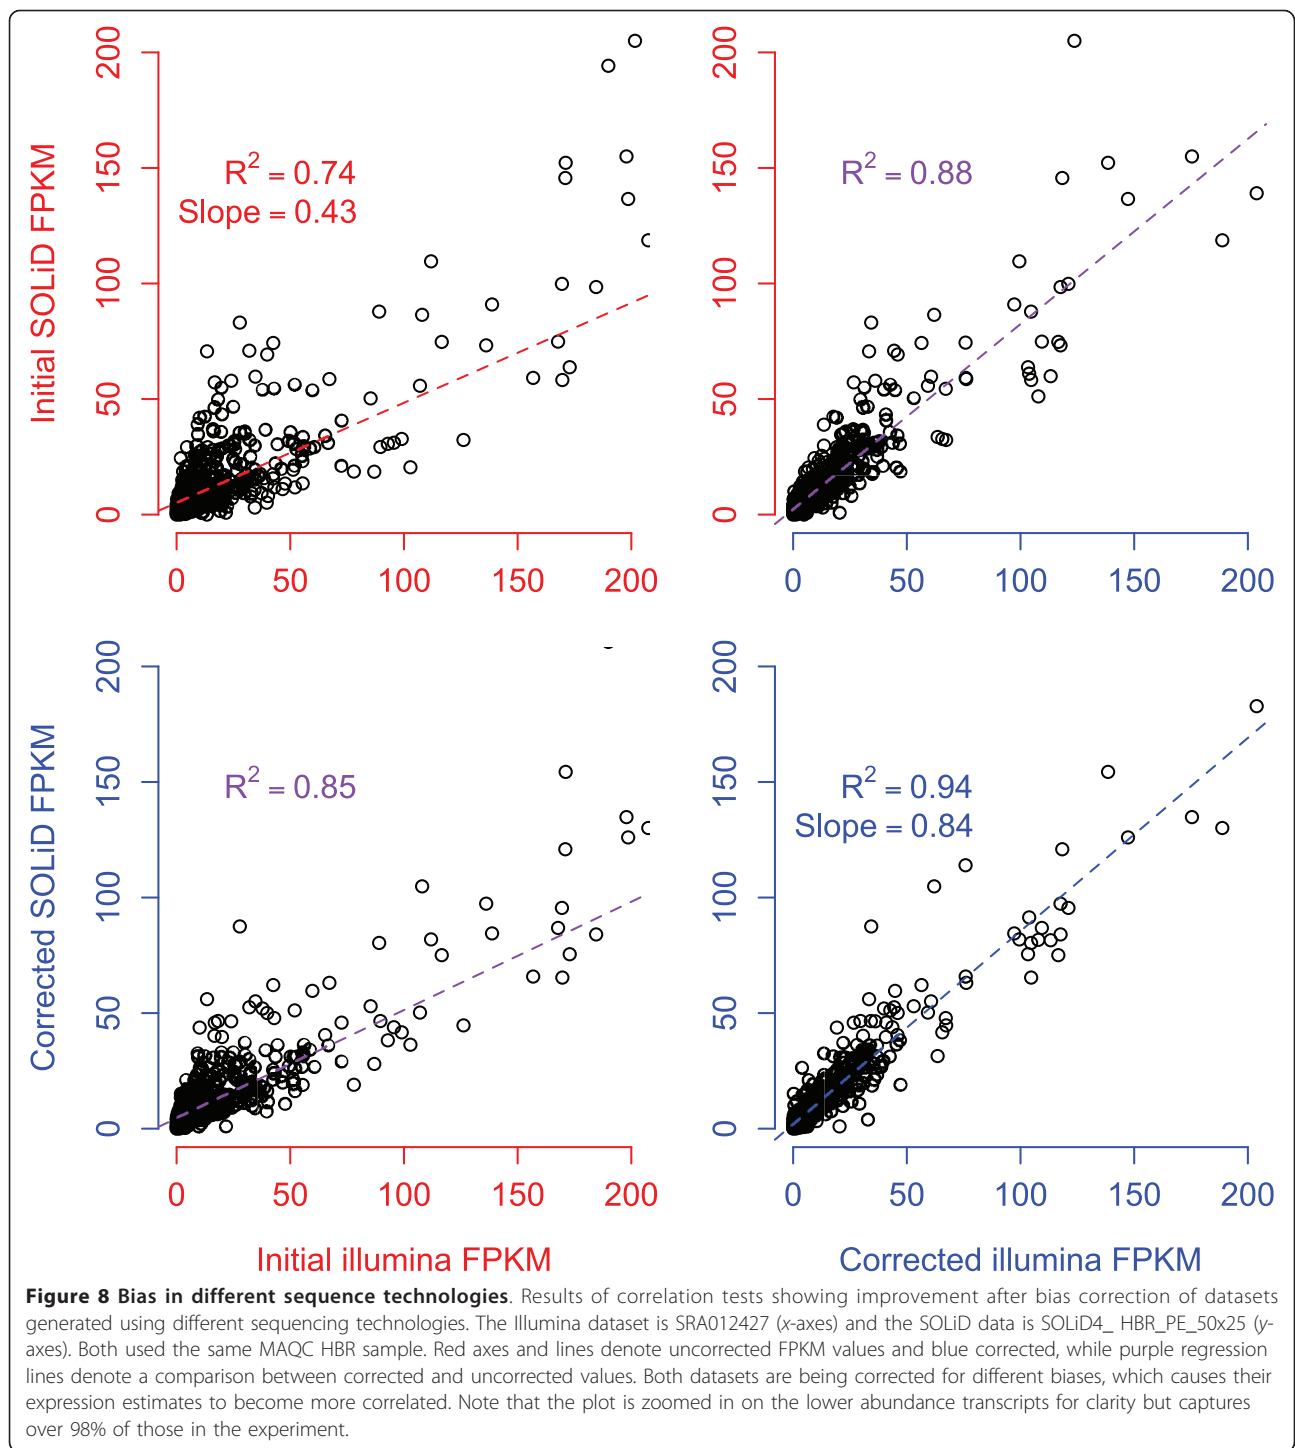 Initial SOLiD FPKM
200
150
100
50
0
R² = 0.74
Slope = 0.43
0 50 100 150 200
200
150
100
50
0
R² = 0.88
0 50 100 150 200
Corrected SOLiD FPKM
200
150
100
50
0
R² = 0.85
0 50 100 150 200
Initial illumina FPKM
200
150
100
50
0
R² = 0.94
Slope = 0.84
0 50 100 150 200
Corrected illumina FPKM
Figure 8 Bias in different sequence technologies. Results of correlation tests showing improvement after bias correction of datasets
generated using different sequencing technologies. The Illumina dataset is SRA012427 (x-axes) and the SOLiD data is SOLiD4_ HBR_PE_50x25 (y-
axes). Both used the same MAQC HBR sample. Red axes and lines denote uncorrected FPKM values and blue corrected, while purple regression
lines denote a comparison between corrected and uncorrected values. Both datasets are being corrected for different biases, which causes their
expression estimates to become more correlated. Note that the plot is zoomed in on the lower abundance transcripts for clarity but captures
over 98% of those in the experiment.